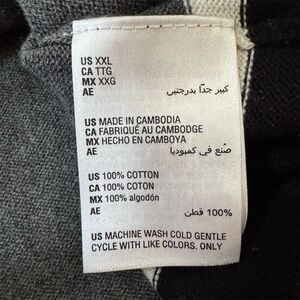 US XXL
CA TTG
MX XXG
AE كبير جدًا بدرجتين
US MADE IN CAMBODIA
CA FABRIQUÉ AU CAMBODGE
MX HECHO EN CAMBOYA
AE صُنع في كمبوديا
US 100% COTTON
CA 100% COTON
MX 100% algodón
AE 100% قطن
US MACHINE WASH COLD GENTLE
CYCLE WITH LIKE COLORS. ONLY